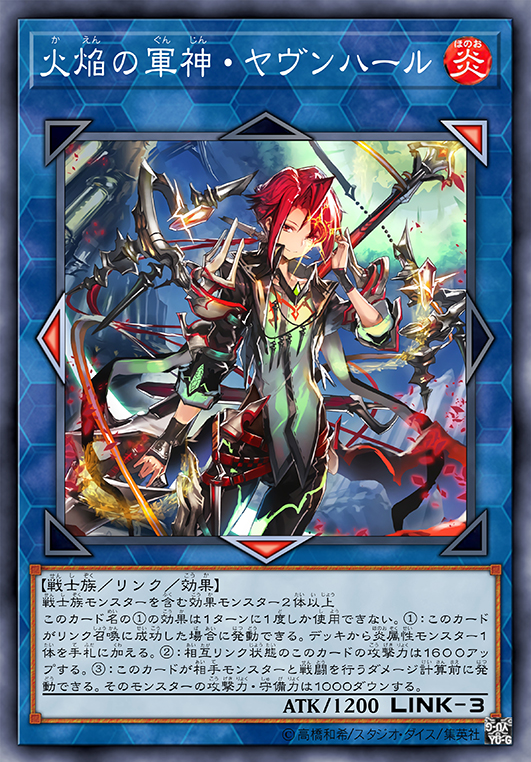 火焔の軍神・ヤヴンハール
炎
【戦士族／リンク／効果】
戦士族モンスターを含む効果モンスター2体以上
このカード名の①の効果は1ターンに1度しか使用できない。①：このカード
がリンク召喚に成功した場合に発動できる。デッキから炎属性モンスター1
体を手札に加える。②：相互リンク状態のこのカードの攻撃力は1600アッ
プする。③：このカードが相手モンスターと戦闘を行うダメージ計算前に発
動できる。そのモンスターの攻撃力・守備力は1000ダウンする。
ATK/1200 LINK-3
©高橋和希/スタジオ・ダイス/集英社